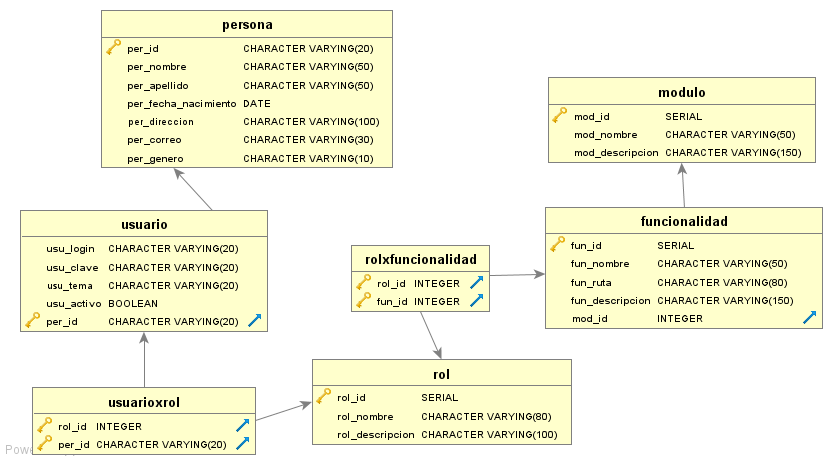 persona
per_id CHARACTER VARYING(20)
per_nombre CHARACTER VARYING(50)
per_apellido CHARACTER VARYING(50)
per_fecha_nacimiento DATE
per_direccion CHARACTER VARYING(100)
per_correo CHARACTER VARYING(30)
per_genero CHARACTER VARYING(10)
modulo
mod_id SERIAL
mod_nombre CHARACTER VARYING(50)
mod_descripcion CHARACTER VARYING(150)
usuario
usu_login CHARACTER VARYING(20)
usu_clave CHARACTER VARYING(20)
usu_tema CHARACTER VARYING(20)
usu_activo BOOLEAN
per_id CHARACTER VARYING(20)
rolxfuncionalidad
rol_id INTEGER
fun_id INTEGER
funcionalidad
fun_id SERIAL
fun_nombre CHARACTER VARYING(50)
fun_ruta CHARACTER VARYING(80)
fun_descripcion CHARACTER VARYING(150)
mod_id INTEGER
usuarioxrol
rol_id INTEGER
per_id CHARACTER VARYING(20)
rol
rol_id SERIAL
rol_nombre CHARACTER VARYING(80)
rol_descripcion CHARACTER VARYING(100)